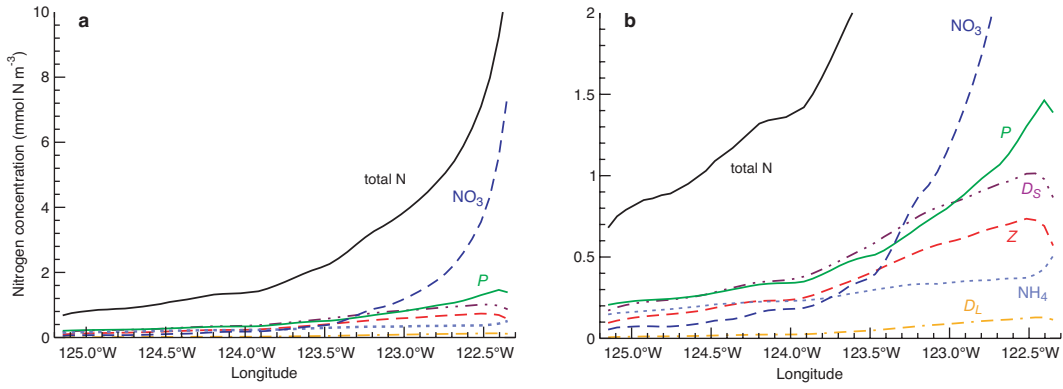 a
Nitrogen concentration (mmol N m⁻³)
10
8
6
4
2
0
total N
NO₃
P
125.0°W 124.5°W 124.0°W 123.5°W 123.0°W 122.5°W
Longitude
b
2
1.5
1
0.5
0
total N
NO₃
P
D_S
Z
NH₄
D_L
125.0°W 124.5°W 124.0°W 123.5°W 123.0°W 122.5°W
Longitude